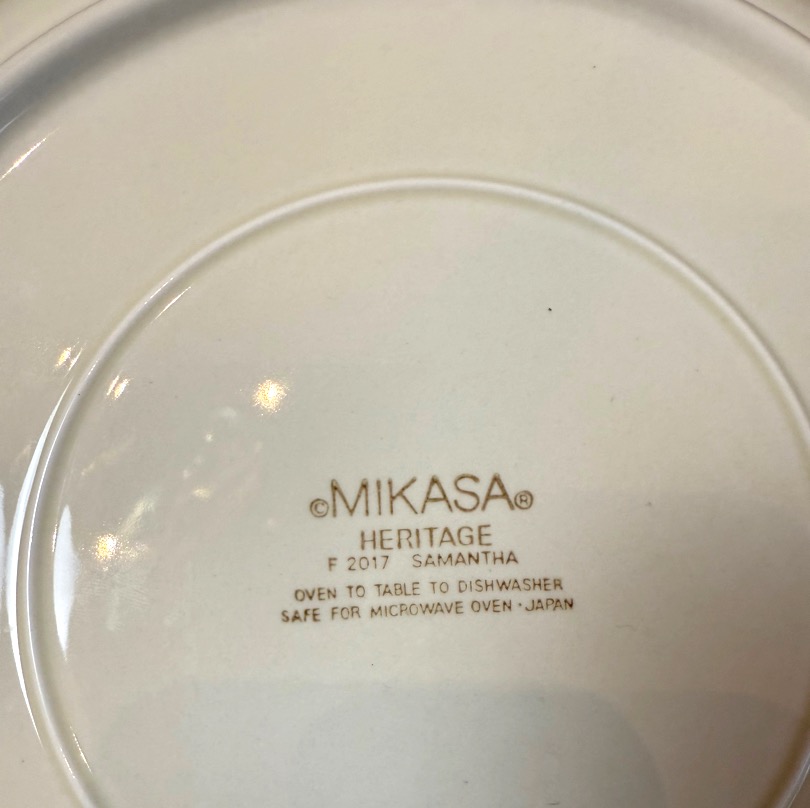 ©MIKASA®
HERITAGE
F 2017 SAMANTHA
OVEN TO TABLE TO DISHWASHER
SAFE FOR MICROWAVE OVEN · JAPAN